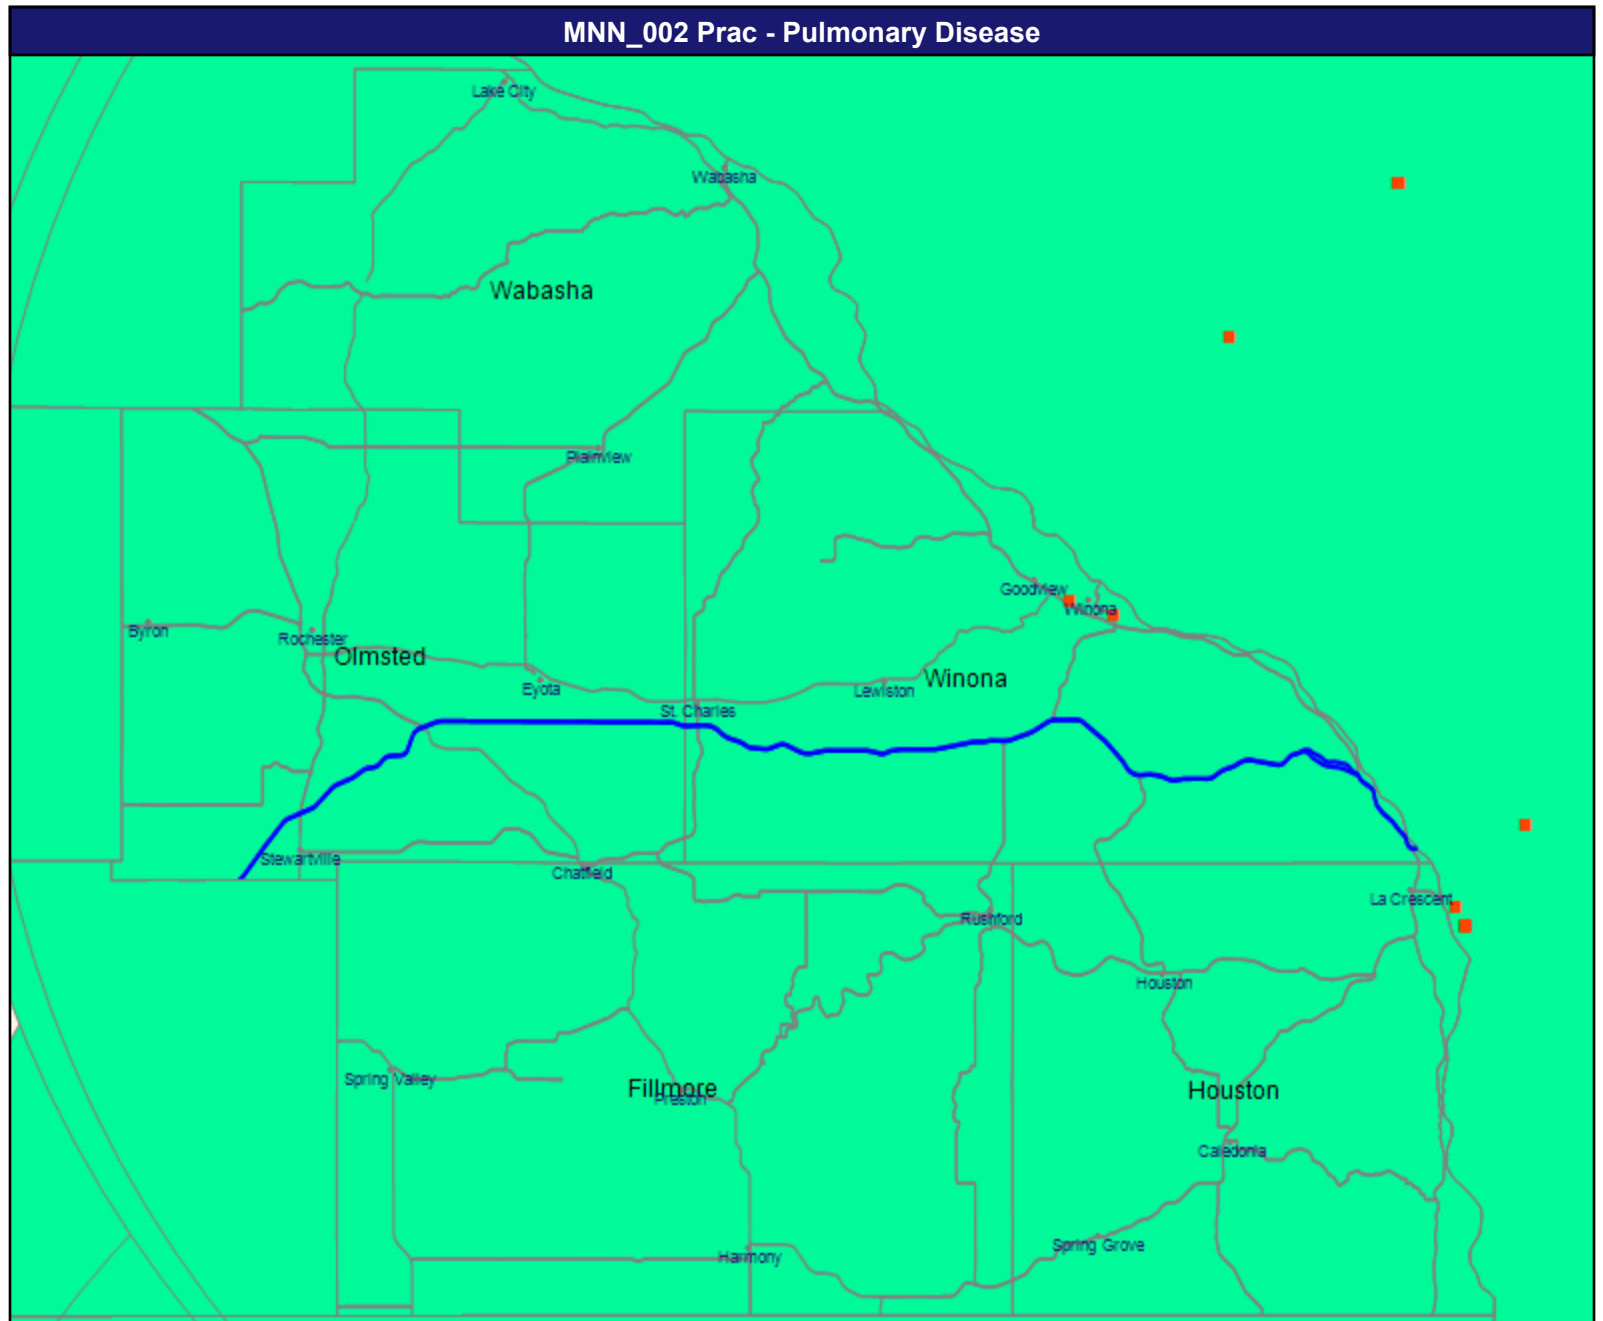 MNN_002 Prac - Pulmonary Disease
Lake City
Wabasha
Wabasha
Plainview
Goodview
Winona
Byron
Rochester
Olmsted
Eyota
Lewiston
Winona
St. Charles
Stewartville
Chatfield
La Crescent
Rushford
Houston
Spring Valley
Fillmore
Preston
Houston
Caledonia
Harmony
Spring Grove